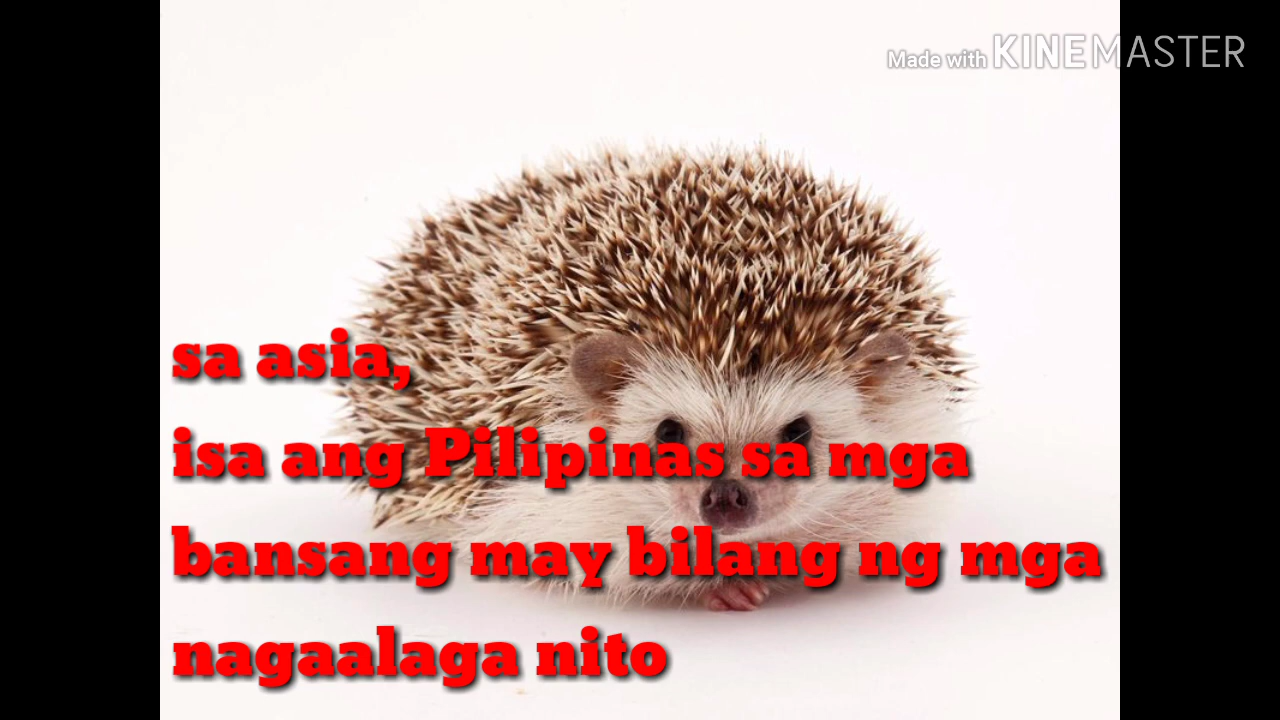 Made with KINEMASTER
sa asia,
isa ang Pilipinas sa mga
bansang may bilang ng mga
nagaalaga nito